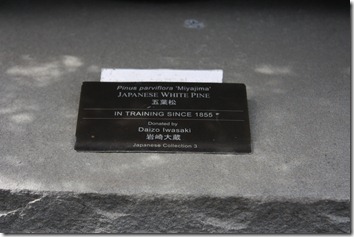 Pinus parviflora 'Miyajima'
JAPANESE WHITE PINE
五葉松
IN TRAINING SINCE 1855
Donated by
Daizo Iwasaki
岩崎大蔵
Japanese Collection 3